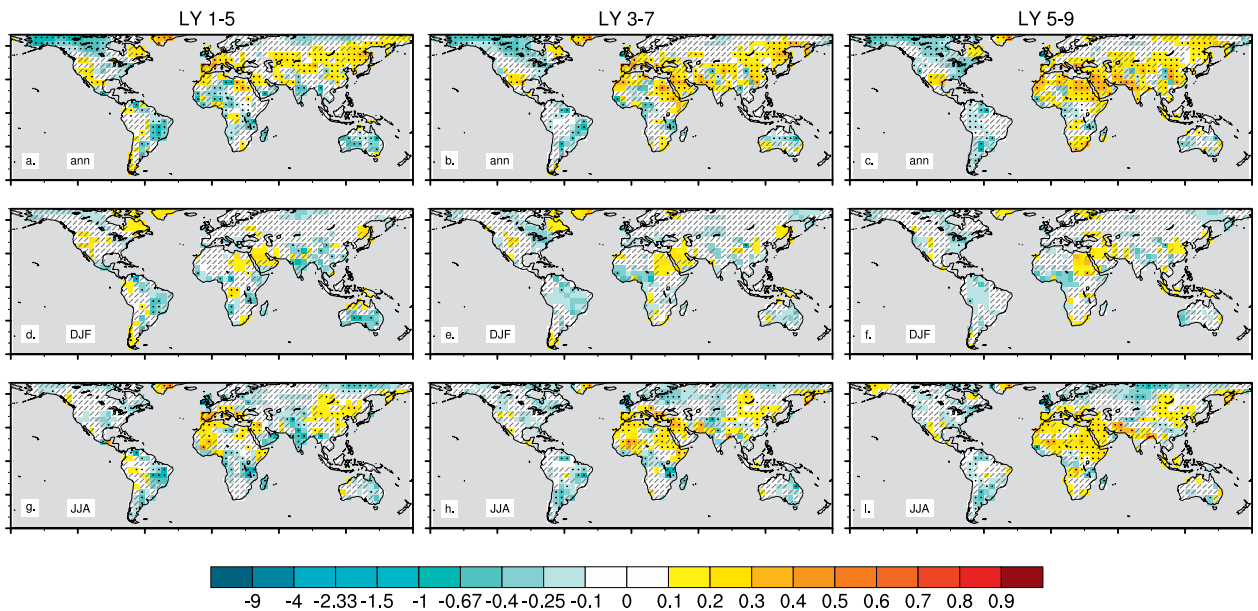 LY 1-5 LY 3-7 LY 5-9
a. ann b. ann c. ann
d. DJF e. DJF f. DJF
g. JJA h. JJA I. JJA
-9 -4 -2.33 -1.5 -1 -0.67 -0.4 -0.25 -0.1 0 0.1 0.2 0.3 0.4 0.5 0.6 0.7 0.8 0.9